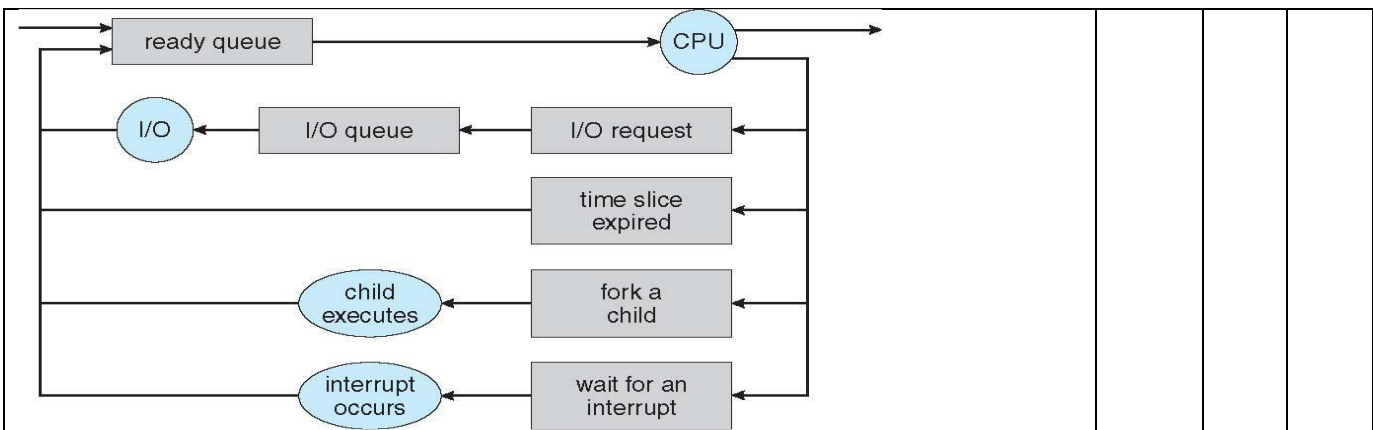 ready queue
CPU
I/O
I/O queue
I/O request
time slice
expired
child
executes
fork a
child
interrupt
occurs
wait for an
interrupt